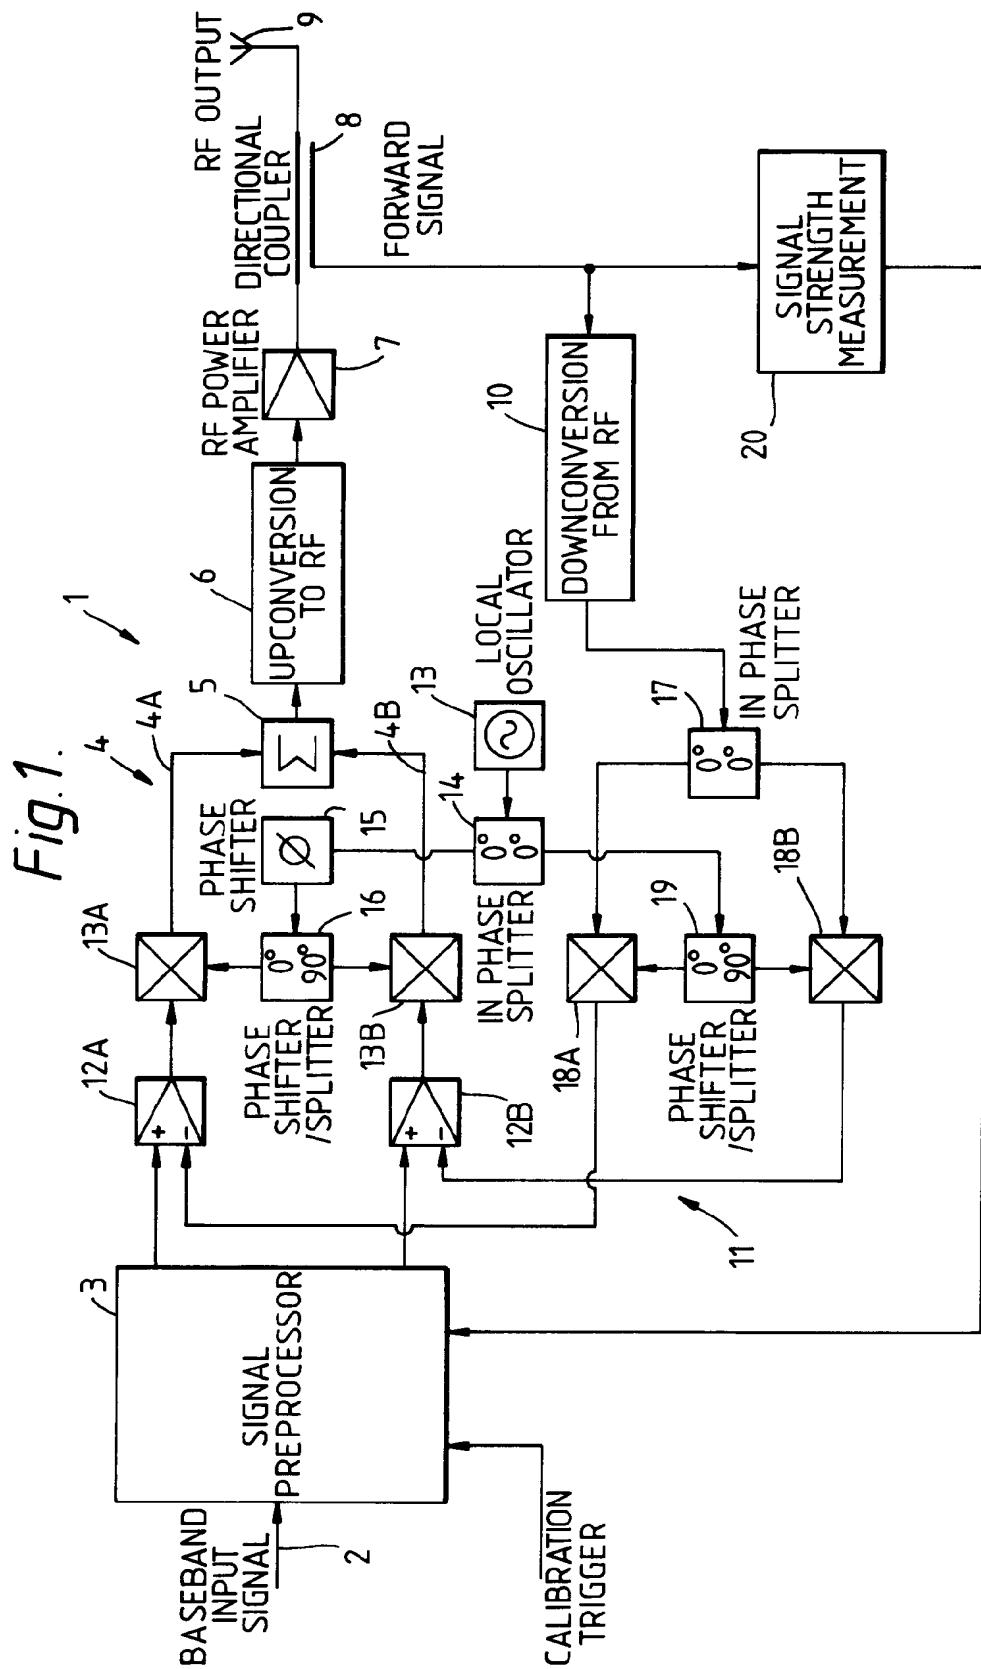 Fig.1.
1
BASEBAND
INPUT
SIGNAL
2
CALIBRATION
TRIGGER
3
SIGNAL
PREPROCESSOR
12A
+
−
12B
+
−
13A
13B
PHASE
SHIFTER
/SPLITTER
0°
90°
16
PHASE
SHIFTER
Ø
15
4
4A
4B
5
Σ
6
UPCONVERSION
TO RF
RF POWER
AMPLIFIER
7
DIRECTIONAL
COUPLER
8
RF OUTPUT
9
FORWARD
SIGNAL
LOCAL
OSCILLATOR
13
~
14
0°
0°
IN PHASE
SPLITTER
10
DOWNCONVERSION
FROM RF
17
0°
0°
IN PHASE
SPLITTER
18A
18B
19
0°
90°
PHASE
SHIFTER
/SPLITTER
11
20
SIGNAL
STRENGTH
MEASUREMENT